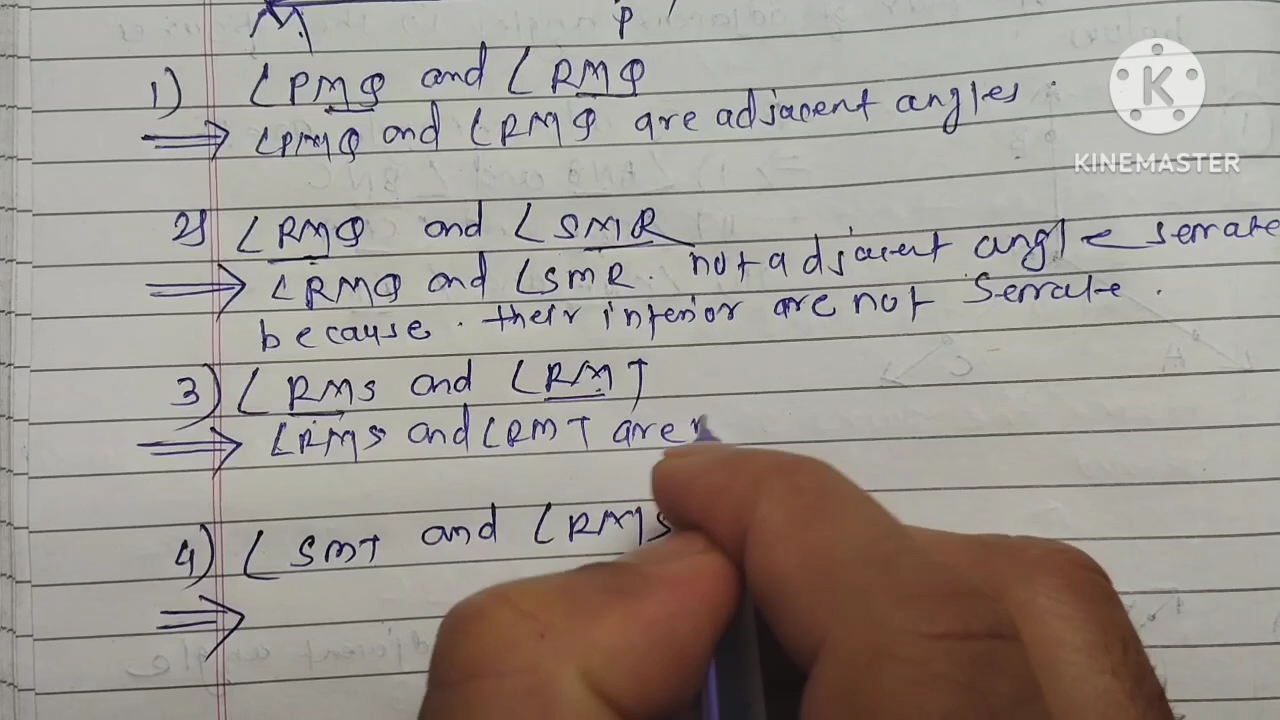 M
P
1) ∠PMQ and ∠RMQ
⇒ ∠PMQ and ∠RMQ are adjacent angles.
2) ∠RMQ and ∠SMR
⇒ ∠RMQ and ∠SMR. not adjacent angle serrate
because. their interior are not Serrate.
3) ∠RMS and ∠RMT
⇒ ∠RMS and ∠RMT are
4) ∠SMT and ∠RMS
⇒
K
KINEMASTER